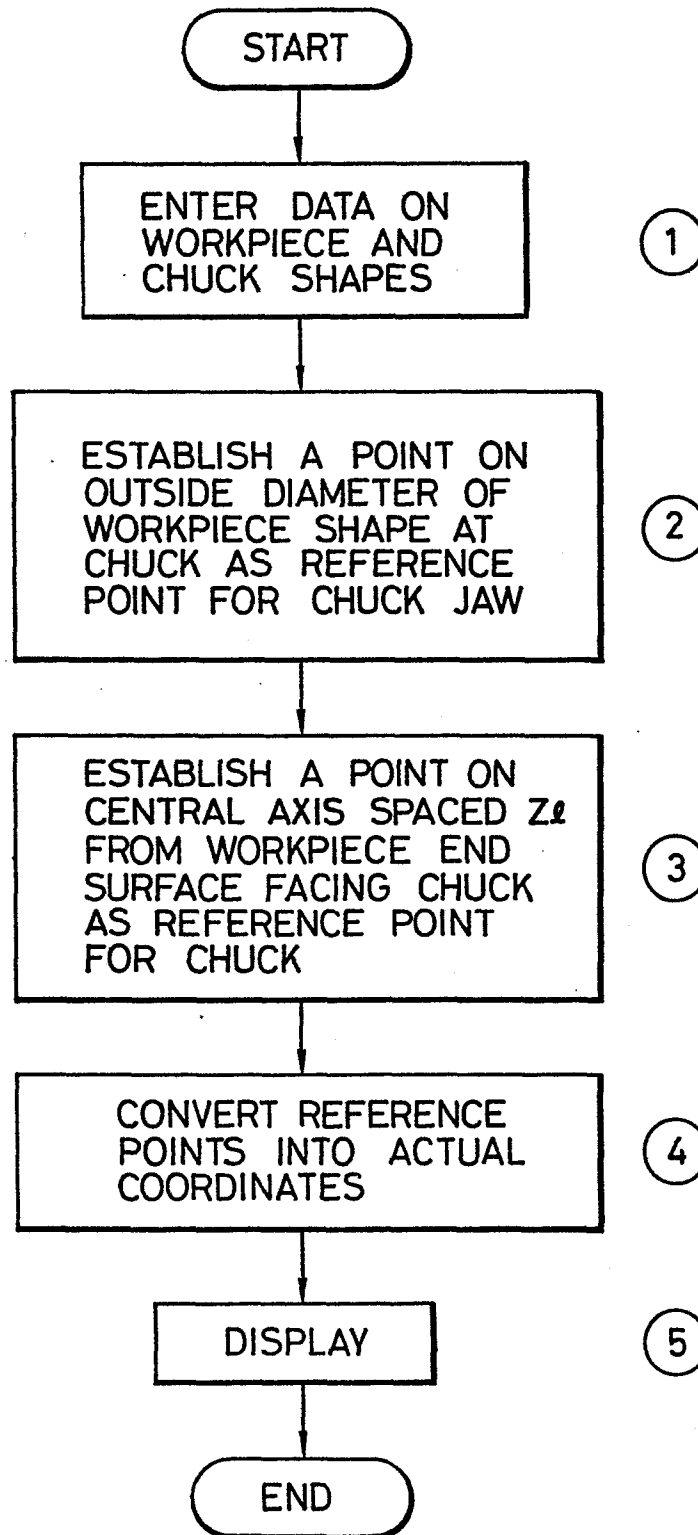 START
ENTER DATA ON
WORKPIECE AND
CHUCK SHAPES
1
ESTABLISH A POINT ON
OUTSIDE DIAMETER OF
WORKPIECE SHAPE AT
CHUCK AS REFERENCE
POINT FOR CHUCK JAW
2
ESTABLISH A POINT ON
CENTRAL AXIS SPACED Zℓ
FROM WORKPIECE END
SURFACE FACING CHUCK
AS REFERENCE POINT
FOR CHUCK
3
CONVERT REFERENCE
POINTS INTO ACTUAL
COORDINATES
4
DISPLAY
5
END